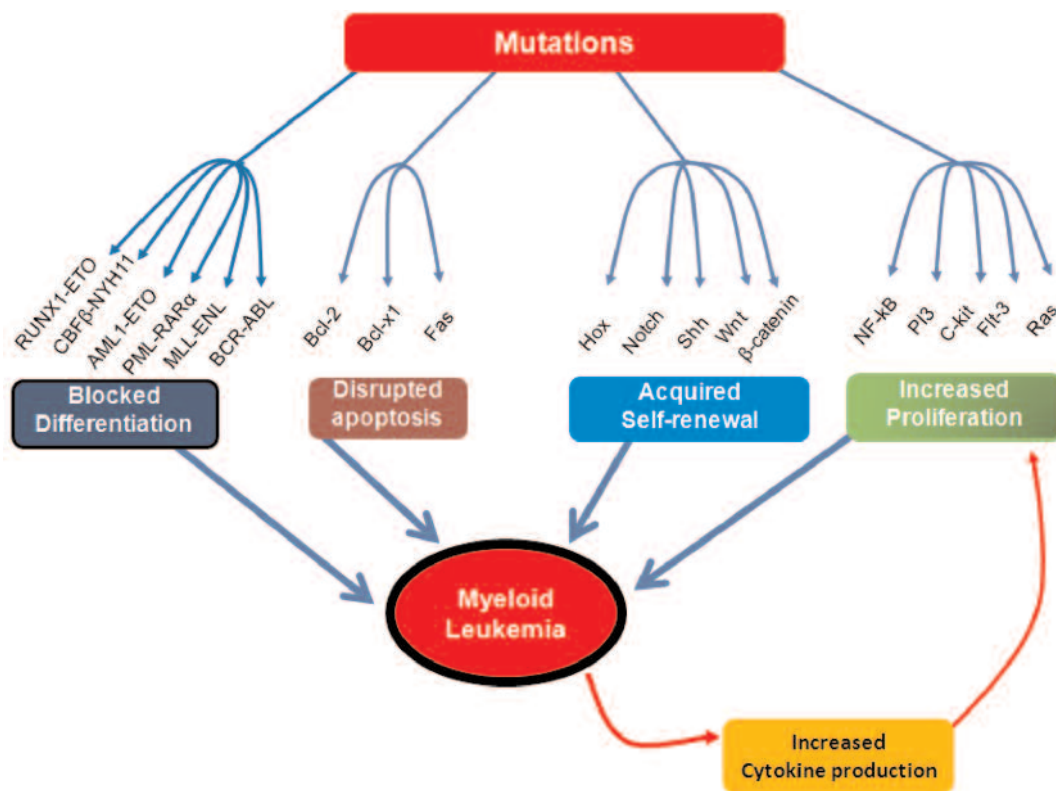 Mutations
RUNX1-ETO
CBFβ-NYH11
AML1-ETO
PML-RARα
MLL-ENL
BCR-ABL
Bcl-2
Bcl-x1
Fas
Hox
Notch
Shh
Wnt
β-catenin
NF-kB
PI3
C-kit
Flt-3
Ras
Blocked
Differentiation
Disrupted
apoptosis
Acquired
Self-renewal
Increased
Proliferation
Myeloid
Leukemia
Increased
Cytokine production